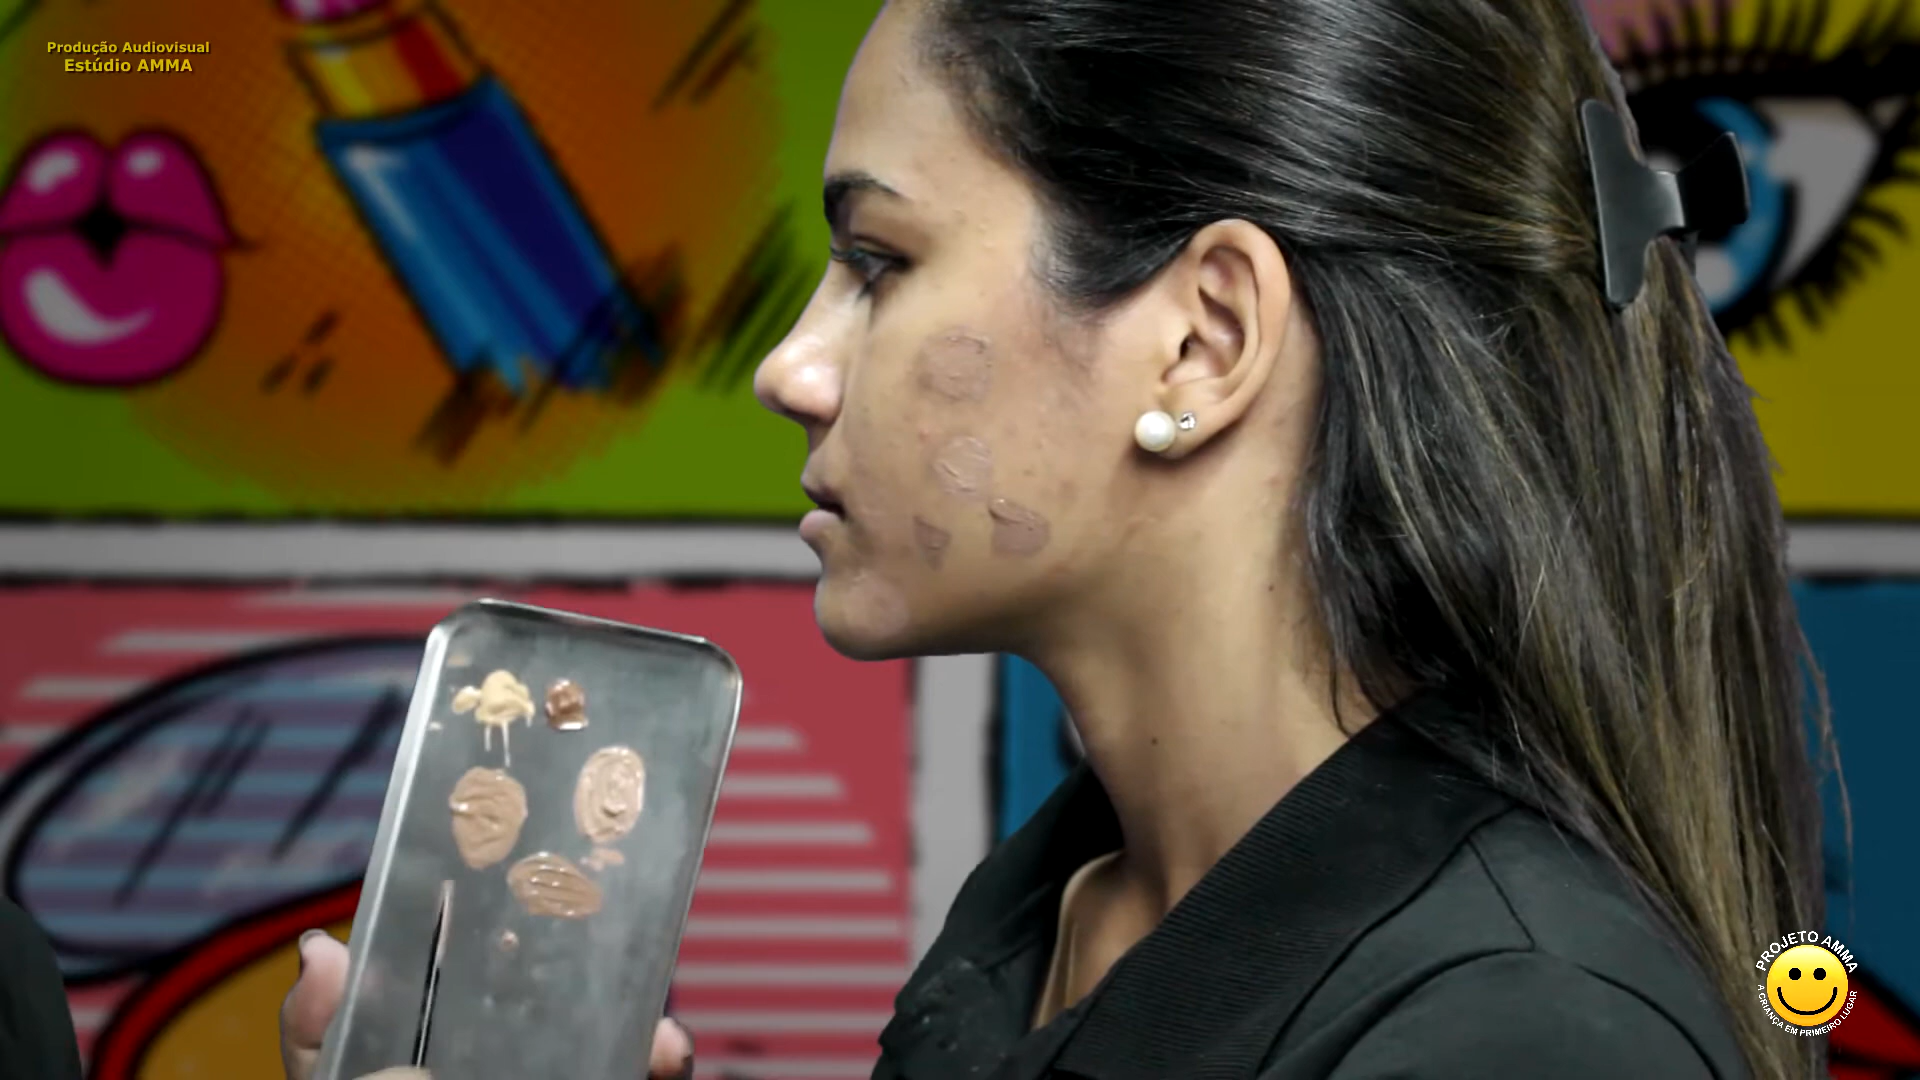 Produção Audiovisual
Estúdio AMMA
PROJETO AMMA
A CRIANÇA EM PRIMEIRO LUGAR